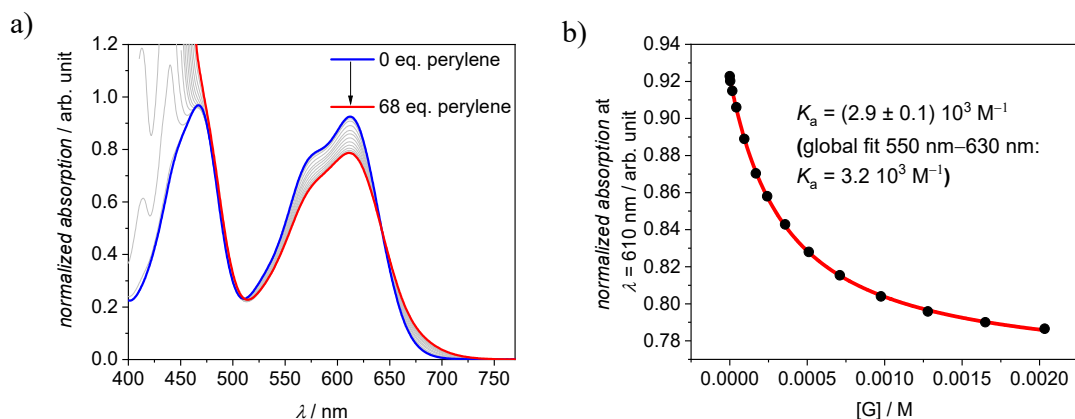 a)
normalized absorption / arb. unit
1.2
1.0
0.8
0.6
0.4
0.2
0.0
400 450 500 550 600 650 700 750
λ / nm
0 eq. perylene
68 eq. perylene
b)
normalized absorption at
λ = 610 nm / arb. unit
0.94
0.92
0.90
0.88
0.86
0.84
0.82
0.80
0.78
0.0000 0.0005 0.0010 0.0015 0.0020
[G] / M
Ka = (2.9 ± 0.1) 10³ M⁻¹
(global fit 550 nm–630 nm:
Ka = 3.2 10³ M⁻¹)